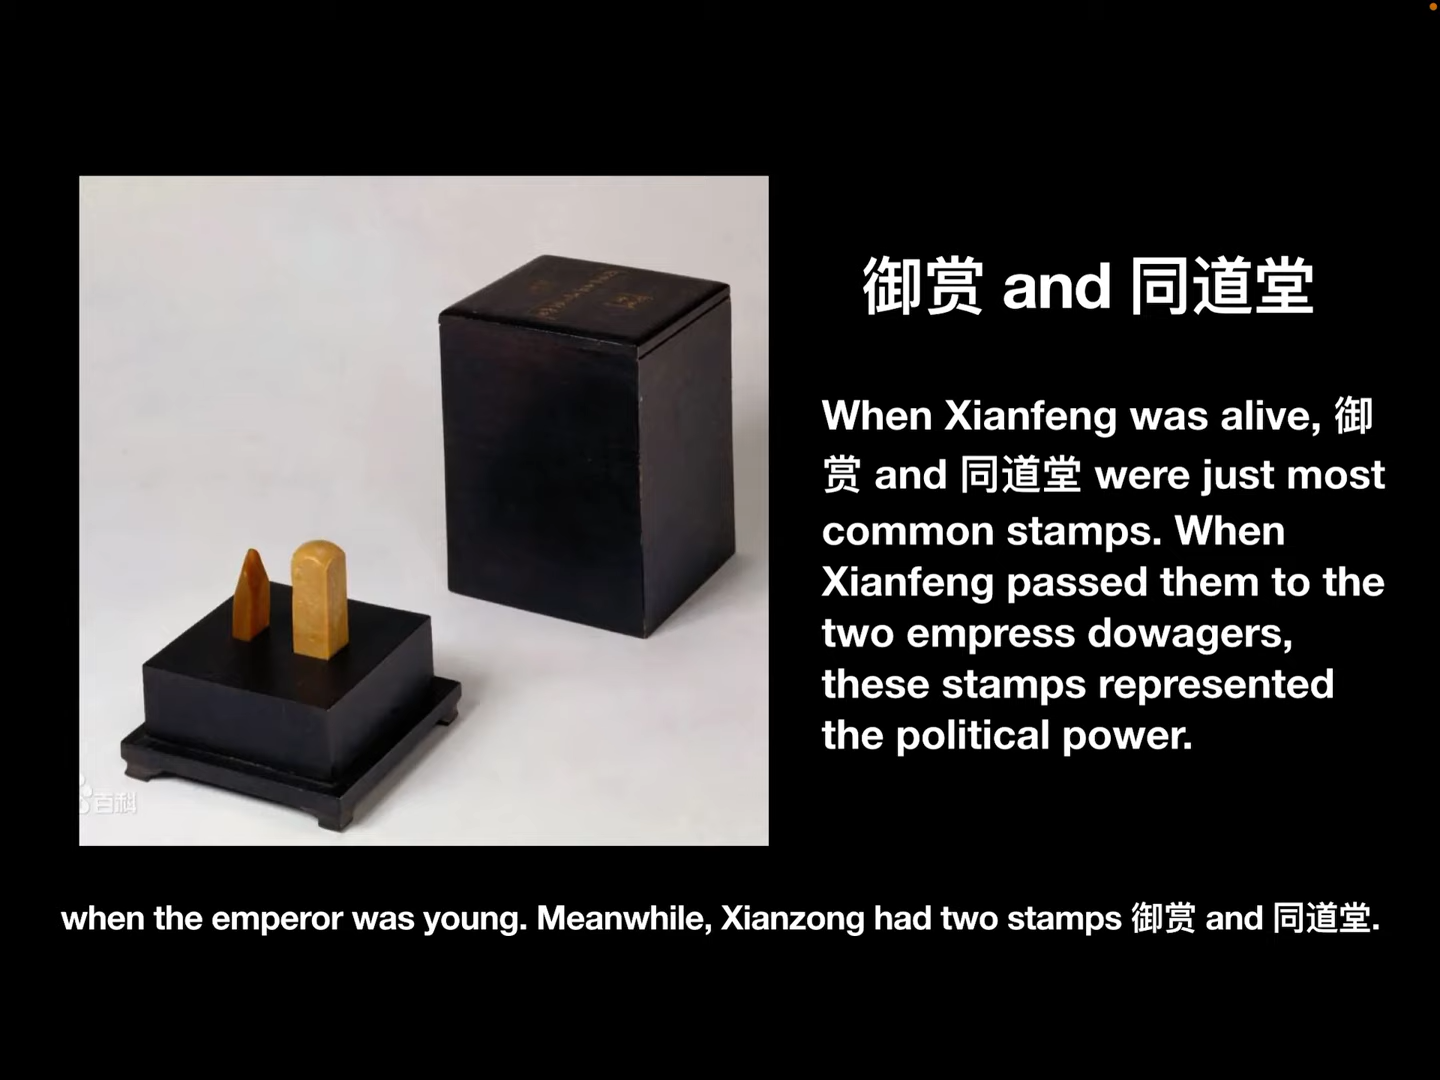 御赏 and 同道堂
When Xianfeng was alive, 御
赏 and 同道堂 were just most
common stamps. When
Xianfeng passed them to the
two empress dowagers,
these stamps represented
the political power.
百科
when the emperor was young. Meanwhile, Xianzong had two stamps 御赏 and 同道堂.